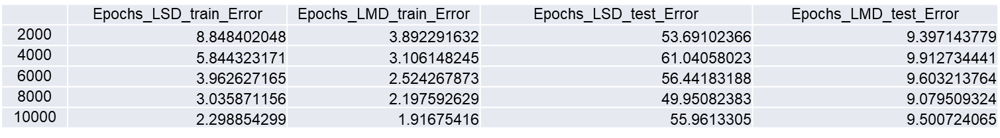 Epochs_LSD_train_Error Epochs_LMD_train_Error Epochs_LSD_test_Error Epochs_LMD_test_Error
2000 8.848402048 3.892291632 53.69102366 9.397143779
4000 5.844323171 3.106148245 61.04058023 9.912734441
6000 3.962627165 2.524267873 56.44183188 9.603213764
8000 3.035871156 2.197592629 49.95082383 9.079509324
10000 2.298854299 1.91675416 55.9613305 9.500724065